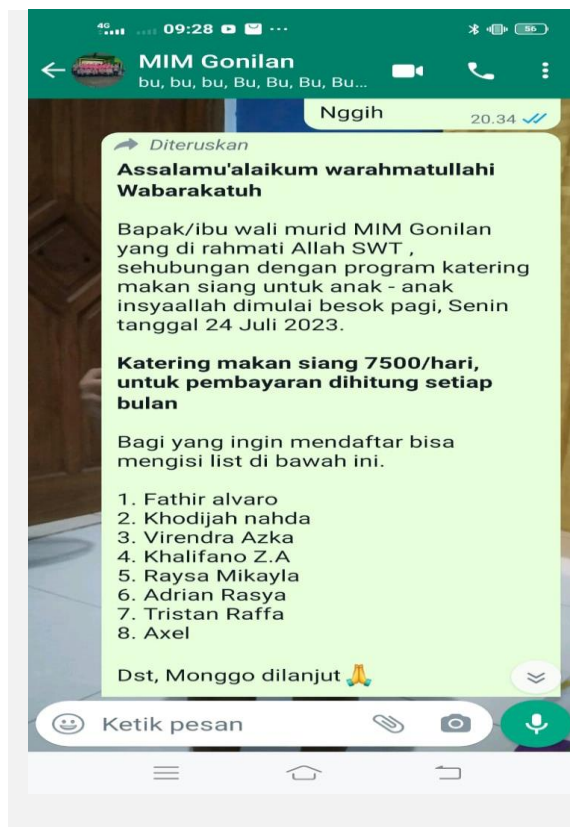 4G 09:28 ... 56
MIM Gonilan
bu, bu, bu, Bu, Bu, Bu, Bu...
Nggih
20.34
Diteruskan
Assalamu'alaikum warahmatullahi
Wabarakatuh
Bapak/ibu wali murid MIM Gonilan
yang di rahmati Allah SWT ,
sehubungan dengan program katering
makan siang untuk anak - anak
insyaallah dimulai besok pagi, Senin
tanggal 24 Juli 2023.
Katering makan siang 7500/hari,
untuk pembayaran dihitung setiap
bulan
Bagi yang ingin mendaftar bisa
mengisi list di bawah ini.
1. Fathir alvaro
2. Khodijah nahda
3. Virendra Azka
4. Khalifano Z.A
5. Raysa Mikayla
6. Adrian Rasya
7. Tristan Raffa
8. Axel
Dst, Monggo dilanjut 🙏
Ketik pesan